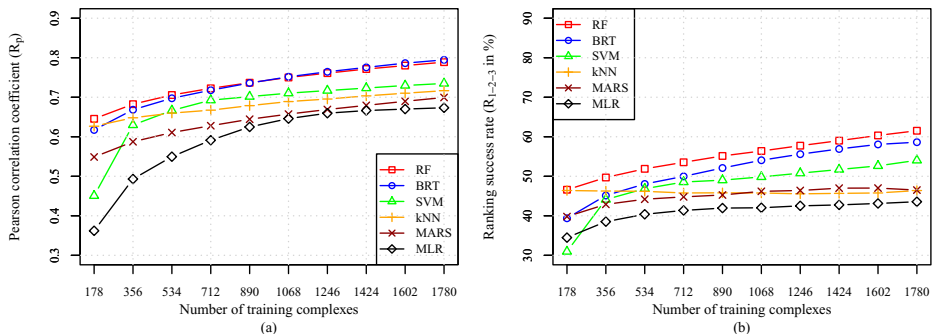 Pearson correlation coefficient (Rp)
0.9
0.8
0.7
0.6
0.5
0.4
0.3
RF
BRT
SVM
kNN
MARS
MLR
178 356 534 712 890 1068 1246 1424 1602 1780
Number of training complexes
(a)
Ranking success rate (R1−2−3 in %)
90
80
70
60
50
40
30
RF
BRT
SVM
kNN
MARS
MLR
178 356 534 712 890 1068 1246 1424 1602 1780
Number of training complexes
(b)